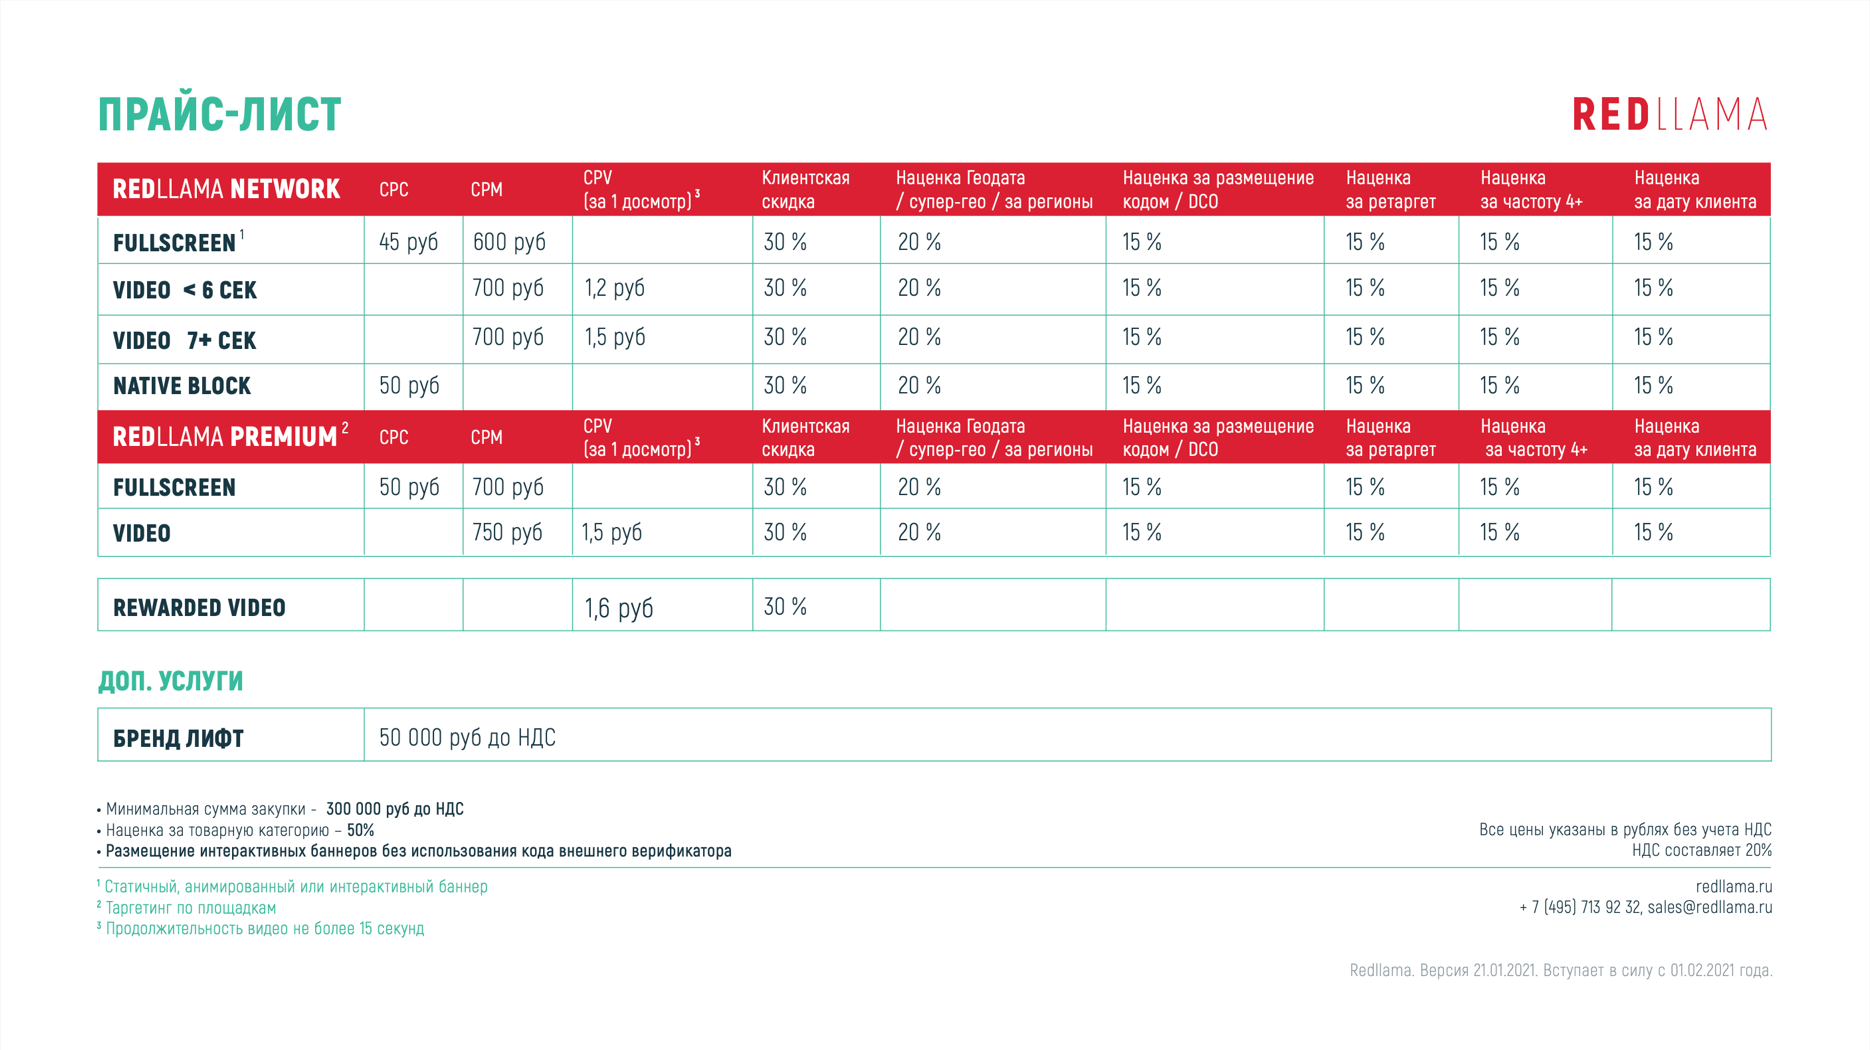 ПРАЙС-ЛИСТ
REDLLAMA
REDLLAMA NETWORK CPC CPM CPV (за 1 досмотр)³ Клиентская скидка Наценка Геодата / супер-гео / за регионы Наценка за размещение кодом / DCO Наценка за ретаргет Наценка за частоту 4+ Наценка за дату клиента
FULLSCREEN¹ 45 руб 600 руб 30 % 20 % 15 % 15 % 15 % 15 %
VIDEO < 6 СЕК 700 руб 1,2 руб 30 % 20 % 15 % 15 % 15 % 15 %
VIDEO 7+ СЕК 700 руб 1,5 руб 30 % 20 % 15 % 15 % 15 % 15 %
NATIVE BLOCK 50 руб 30 % 20 % 15 % 15 % 15 % 15 %
REDLLAMA PREMIUM² CPC CPM CPV (за 1 досмотр)³ Клиентская скидка Наценка Геодата / супер-гео / за регионы Наценка за размещение кодом / DCO Наценка за ретаргет Наценка за частоту 4+ Наценка за дату клиента
FULLSCREEN 50 руб 700 руб 30 % 20 % 15 % 15 % 15 % 15 %
VIDEO 750 руб 1,5 руб 30 % 20 % 15 % 15 % 15 % 15 %
REWARDED VIDEO 1,6 руб 30 %
ДОП. УСЛУГИ
БРЕНД ЛИФТ 50 000 руб до НДС
• Минимальная сумма закупки - 300 000 руб до НДС
• Наценка за товарную категорию – 50%
• Размещение интерактивных баннеров без использования кода внешнего верификатора
Все цены указаны в рублях без учета НДС
НДС составляет 20%
¹ Статичный, анимированный или интерактивный баннер
² Таргетинг по площадкам
³ Продолжительность видео не более 15 секунд
redllama.ru
+ 7 (495) 713 92 32, sales@redllama.ru
Redllama. Версия 21.01.2021. Вступает в силу с 01.02.2021 года.